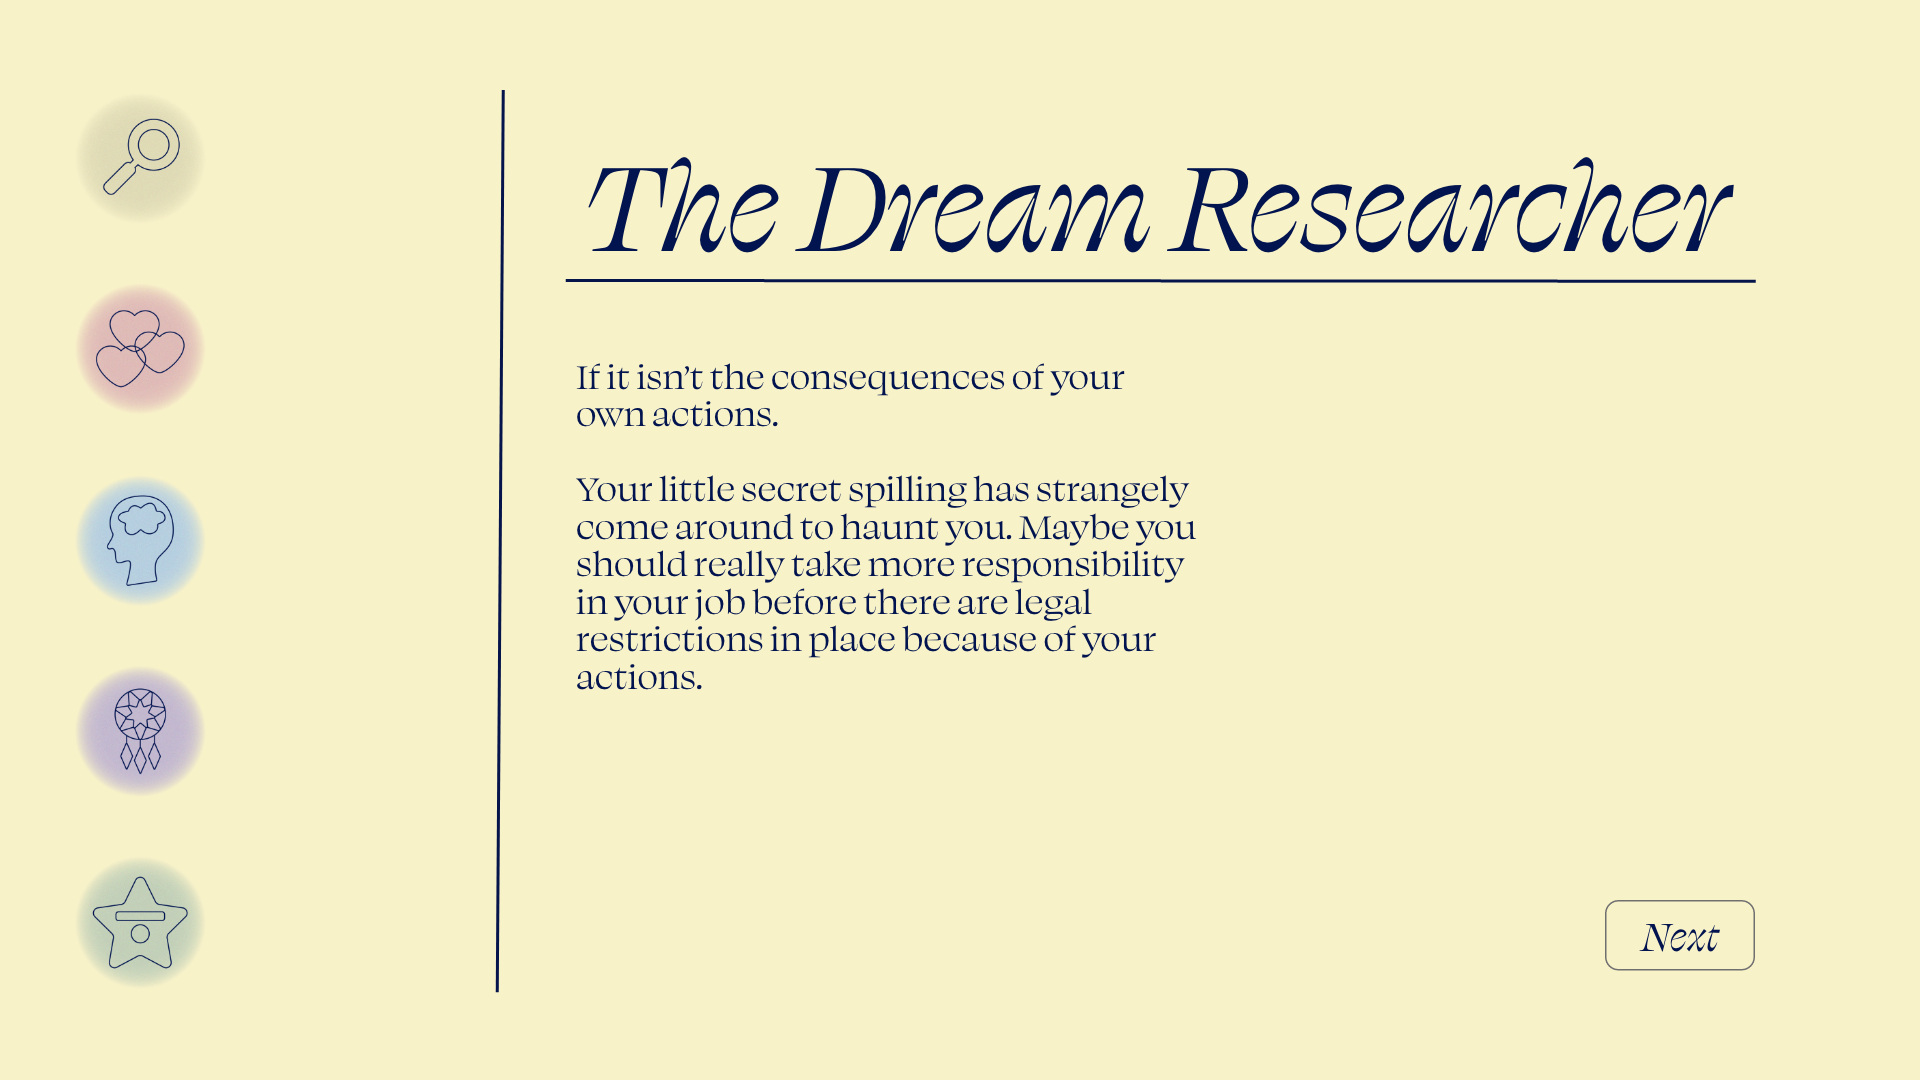 The Dream Researcher
If it isn’t the consequences of your
own actions.
Your little secret spilling has strangely
come around to haunt you. Maybe you
should really take more responsibility
in your job before there are legal
restrictions in place because of your
actions.
Next